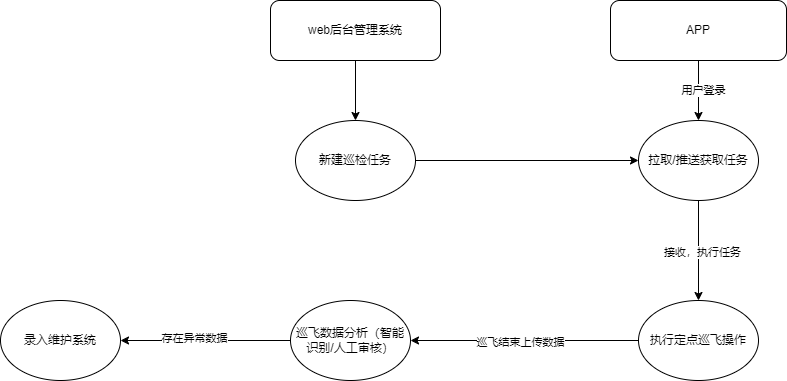 web后台管理系统
APP
用户登录
新建巡检任务
拉取/推送获取任务
接收，执行任务
录入维护系统
存在异常数据
巡飞数据分析（智能
识别/人工审核）
巡飞结束上传数据
执行定点巡飞操作